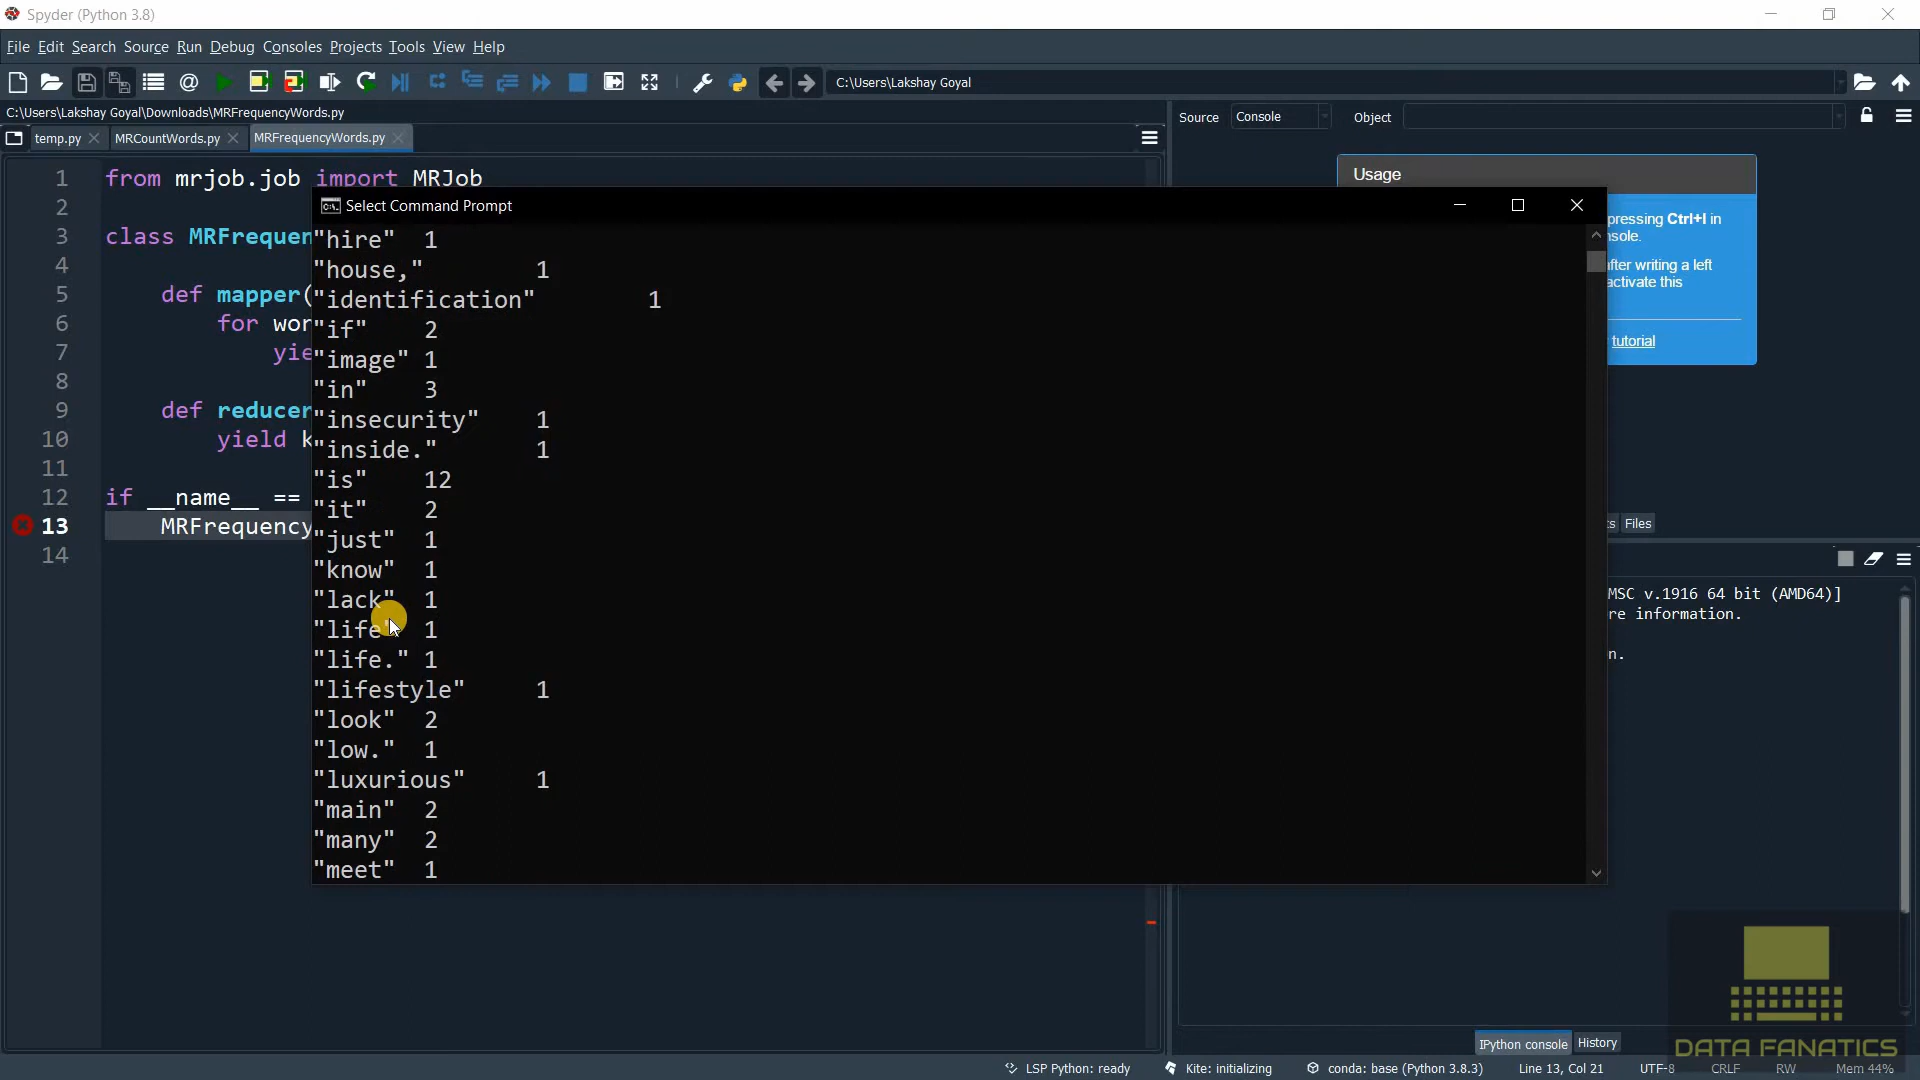 Spyder (Python 3.8)
File Edit Search Source Run Debug Consoles Projects Tools View Help
C:\Users\Lakshay Goyal
C:\Users\Lakshay Goyal\Downloads\MRFrequencyWords.py
Source Console Object
temp.py MRCountWords.py MRFrequencyWords.py
Usage
pressing Ctrl+I in
nsole.
fter writing a left
activate this
tutorial
1 from mrjob.job import MRJob
2
3 class MRFrequen
4
5 def mapper(
6 for wor
7 yie
8
9 def reducer
10 yield k
11
12 if __name__ ==
13 MRFrequency
14
Select Command Prompt
"hire" 1
"house," 1
"identification" 1
"if" 2
"image" 1
"in" 3
"insecurity" 1
"inside." 1
"is" 12
"it" 2
"just" 1
"know" 1
"lack" 1
"life" 1
"life." 1
"lifestyle" 1
"look" 2
"low." 1
"luxurious" 1
"main" 2
"many" 2
"meet" 1
ts Files
MSC v.1916 64 bit (AMD64)]
re information.
n.
IPython console History
DATA FANATICS
LSP Python: ready Kite: initializing conda: base (Python 3.8.3) Line 13, Col 21 UTF-8 CRLF RW Mem 44%